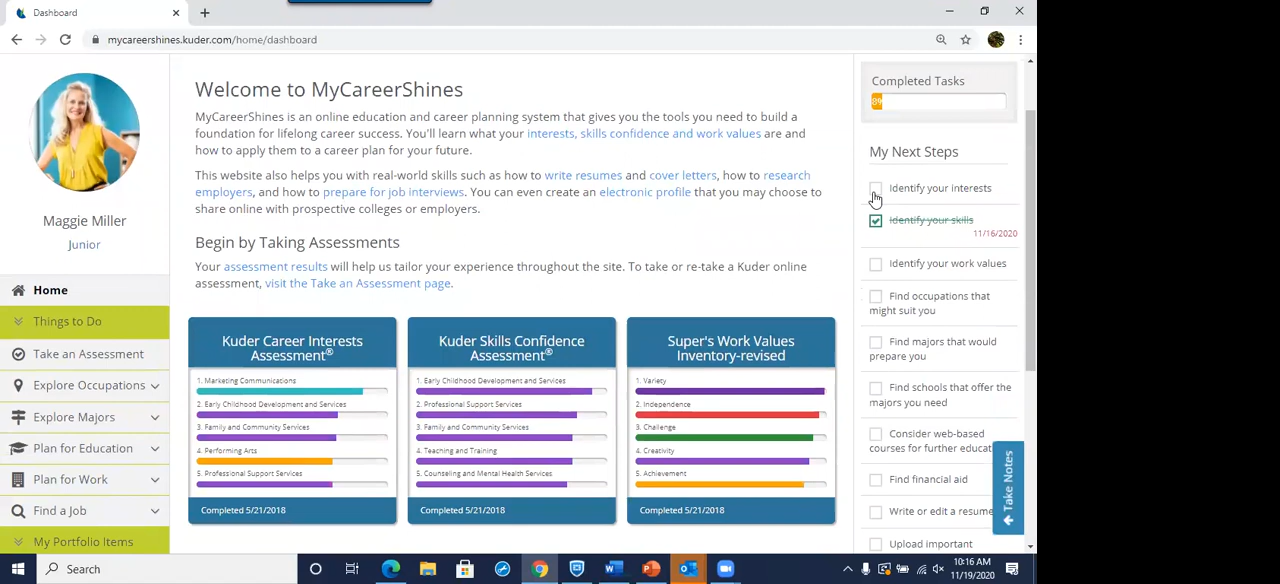 Dashboard
mycareershines.kuder.com/home/dashboard
Maggie Miller
Junior
Home
Things to Do
Take an Assessment
Explore Occupations
Explore Majors
Plan for Education
Plan for Work
Find a Job
My Portfolio Items
Welcome to MyCareerShines
MyCareerShines is an online education and career planning system that gives you the tools you need to build a
foundation for lifelong career success. You'll learn what your interests, skills confidence and work values are and
how to apply them to a career plan for your future.
This website also helps you with real-world skills such as how to write resumes and cover letters, how to research
employers, and how to prepare for job interviews. You can even create an electronic profile that you may choose to
share online with prospective colleges or employers.
Begin by Taking Assessments
Your assessment results will help us tailor your experience throughout the site. To take or re-take a Kuder online
assessment, visit the Take an Assessment page.
Kuder Career Interests
Assessment®
1. Marketing Communications
2. Early Childhood Development and Services
3. Family and Community Services
4. Performing Arts
5. Professional Support Services
Completed 5/21/2018
Kuder Skills Confidence
Assessment®
1. Early Childhood Development and Services
2. Professional Support Services
3. Family and Community Services
4. Teaching and Training
5. Counseling and Mental Health Services
Completed 5/21/2018
Super's Work Values
Inventory-revised
1. Variety
2. Independence
3. Challenge
4. Creativity
5. Achievement
Completed 5/21/2018
Completed Tasks
8%
My Next Steps
Identify your interests
Identify your skills
11/16/2020
Identify your work values
Find occupations that
might suit you
Find majors that would
prepare you
Find schools that offer the
majors you need
Consider web-based
courses for further educat
Find financial aid
Write or edit a resume
Upload important
Take Notes
Search
10:16 AM
11/19/2020